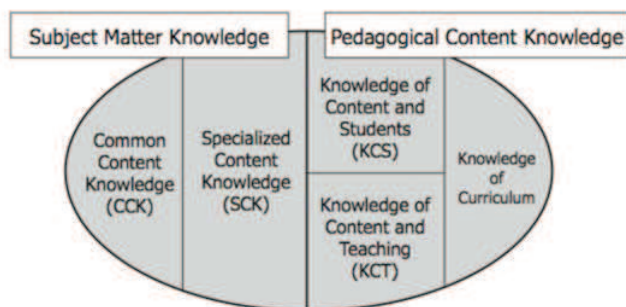 Subject Matter Knowledge
Pedagogical Content Knowledge
Common
Content
Knowledge
(CCK)
Specialized
Content
Knowledge
(SCK)
Knowledge of
Content and
Students
(KCS)
Knowledge of
Content and
Teaching
(KCT)
Knowledge
of
Curriculum